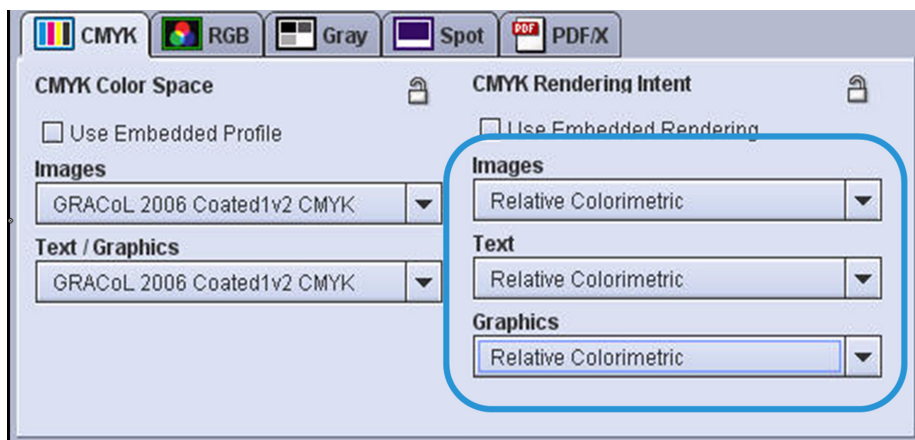 CMYK RGB Gray Spot PDF/X
CMYK Color Space
Use Embedded Profile
Images
GRACoL 2006 Coated1v2 CMYK
Text / Graphics
GRACoL 2006 Coated1v2 CMYK
CMYK Rendering Intent
Use Embedded Rendering
Images
Relative Colorimetric
Text
Relative Colorimetric
Graphics
Relative Colorimetric